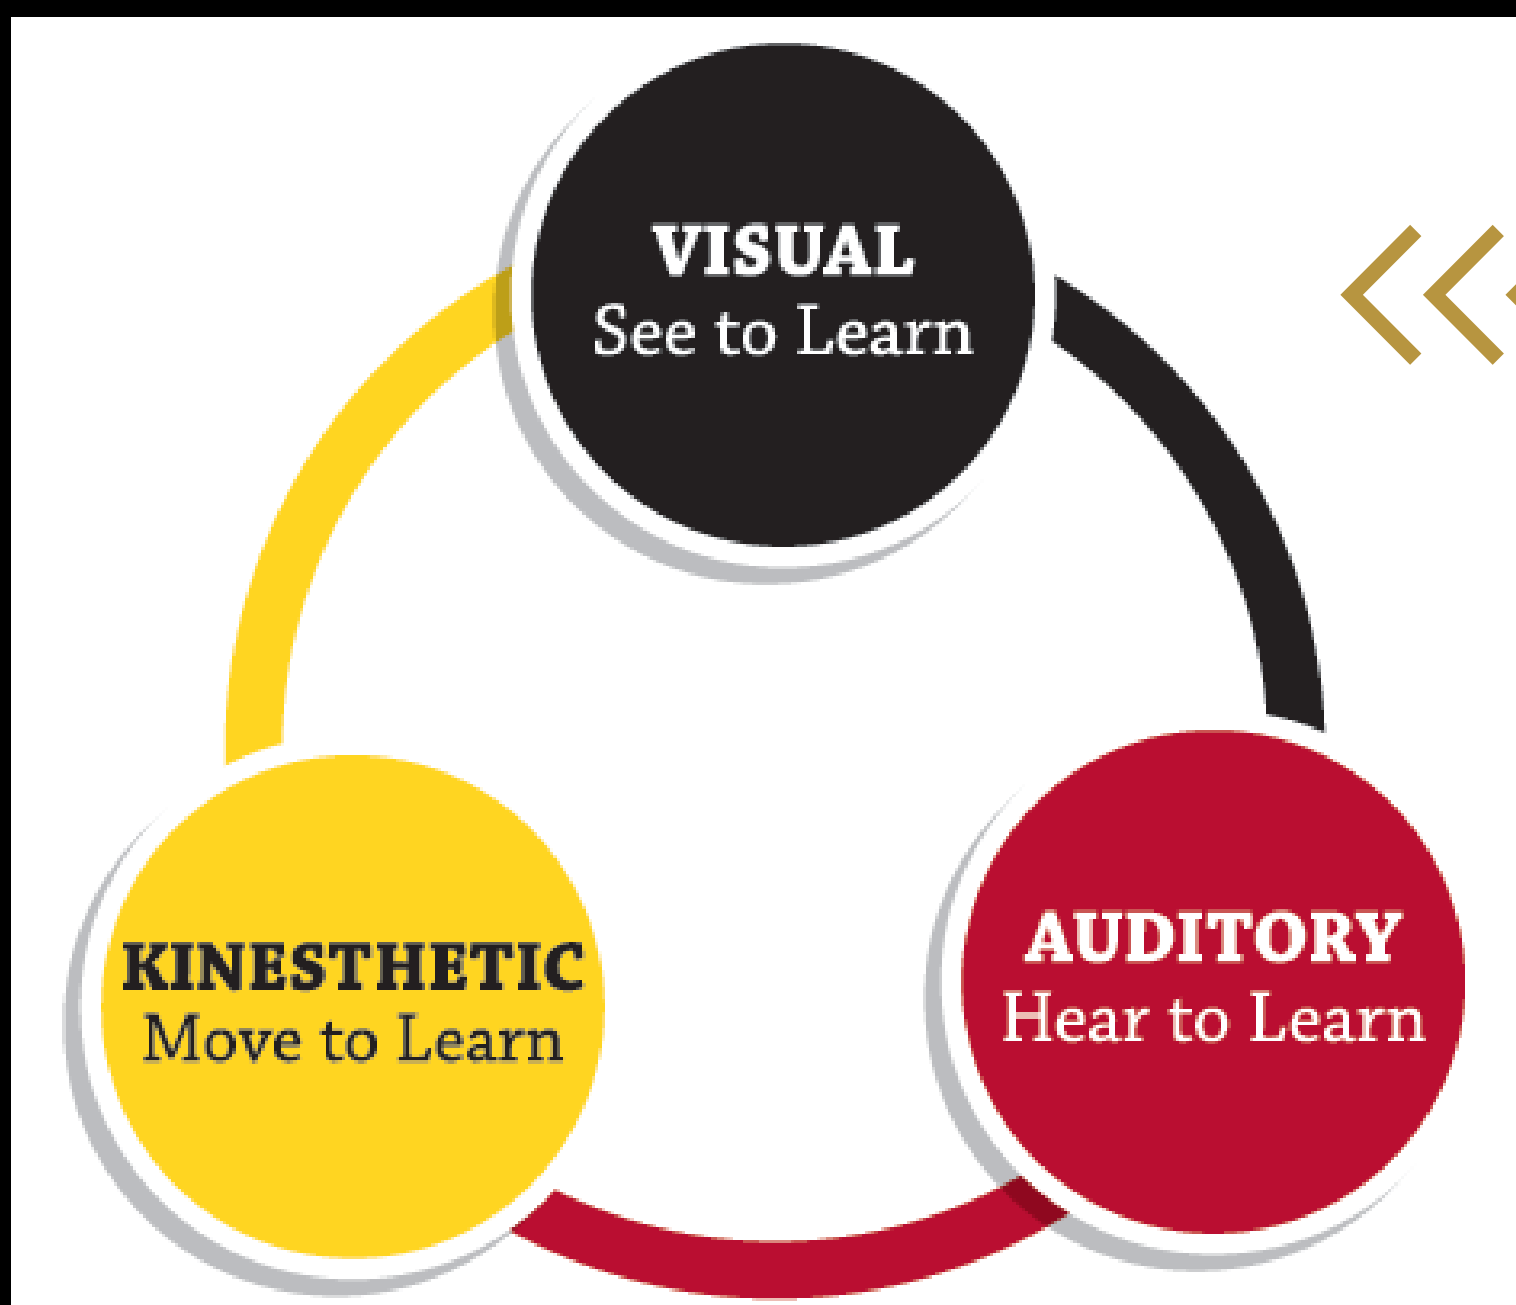 VISUAL
See to Learn
KINESTHETIC
Move to Learn
AUDITORY
Hear to Learn